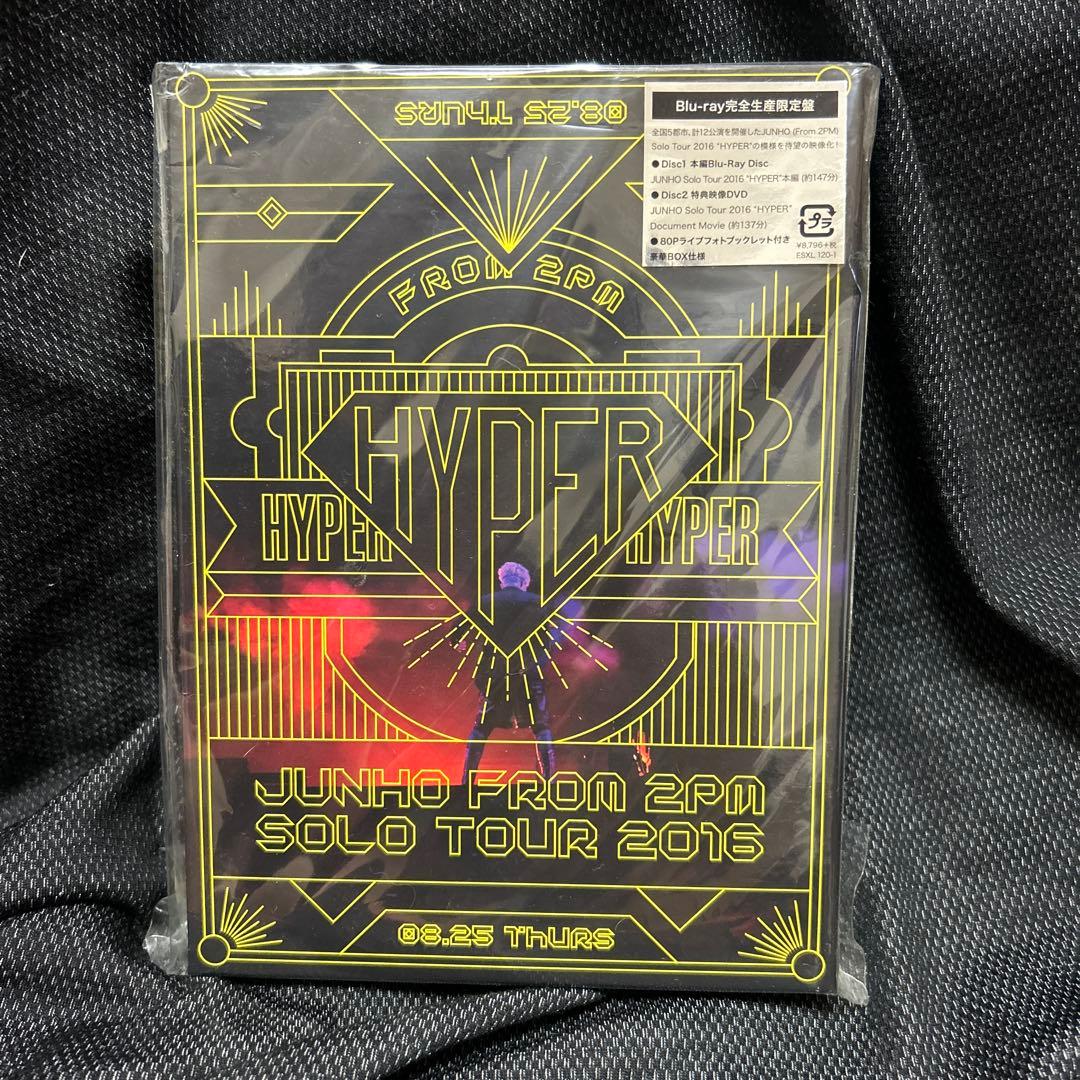 08.25 Thurs
Blu-ray完全生産限定盤
全国5都市、計12公演を開催したJUNHO (From 2PM)
Solo Tour 2016 "HYPER"の模様を待望の映像化!
●Disc1 本編Blu-Ray Disc
JUNHO Solo Tour 2016 "HYPER"本編 (約147分)
●Disc2 特典映像DVD
JUNHO Solo Tour 2016 "HYPER"
Document Movie (約137分)
●80Pライブフォトブックレット付き
豪華BOX仕様
プラ
¥8,796+税
ESXL 120-1
FROM 2PM
HYPER
HYPER
HYPER
JUNHO FROM 2PM
SOLO TOUR 2016
08.25 Thurs